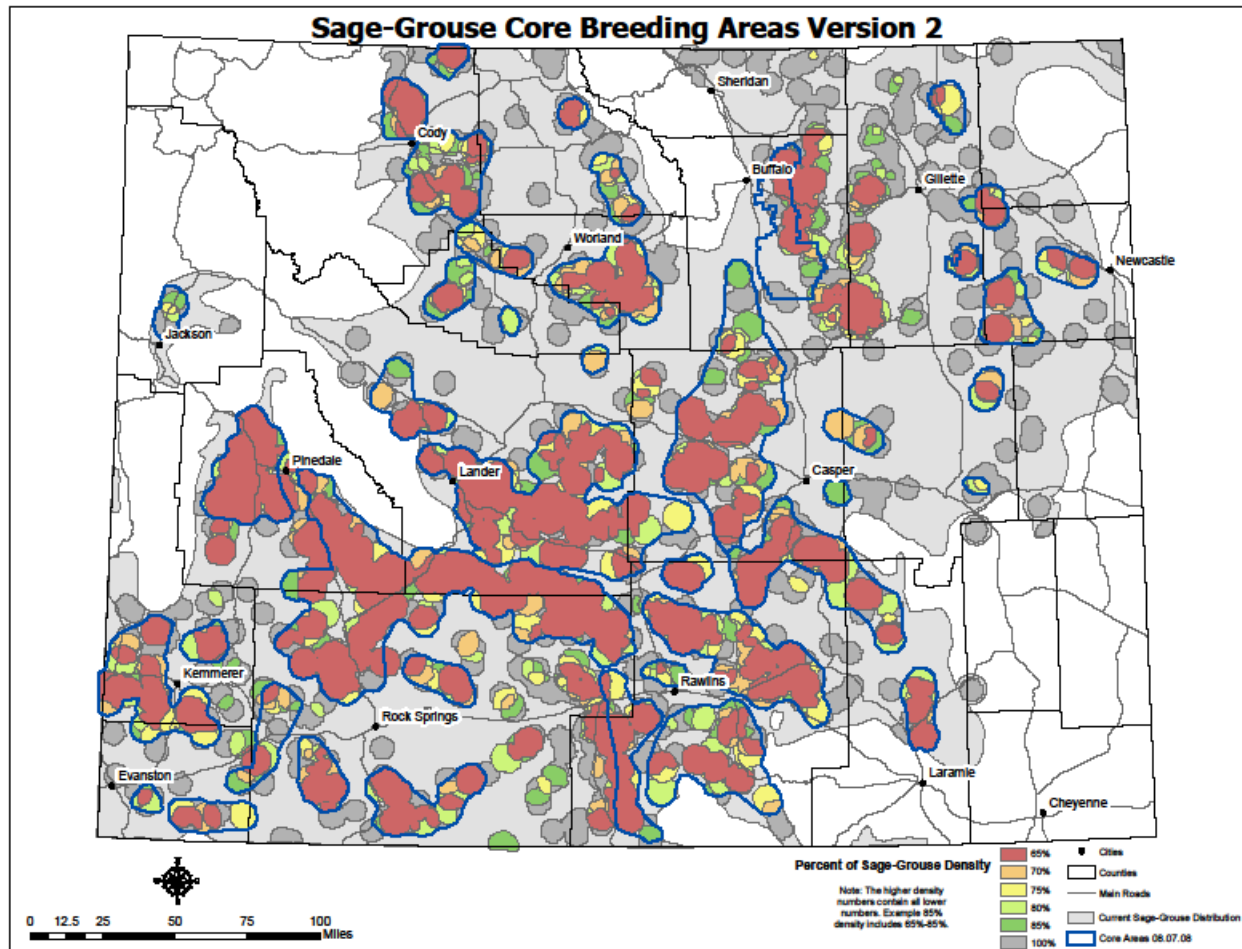 Sage-Grouse Core Breeding Areas Version 2
Sheridan
Cody
Buffalo
Gillette
Worland
Newcastle
Jackson
Pinedale
Lander
Casper
Kemmerer
Rawlins
Rock Springs
Evanston
Laramie
Cheyenne
Percent of Sage-Grouse Density
Note: The higher density
numbers contain all lower
numbers. Example 85%
density includes 65%-85%.
65%
70%
75%
80%
85%
100%
Cities
Counties
Main Roads
Current Sage-Grouse Distribution
Core Areas 08.07.08
0 12.5 25 50 75 100
Miles